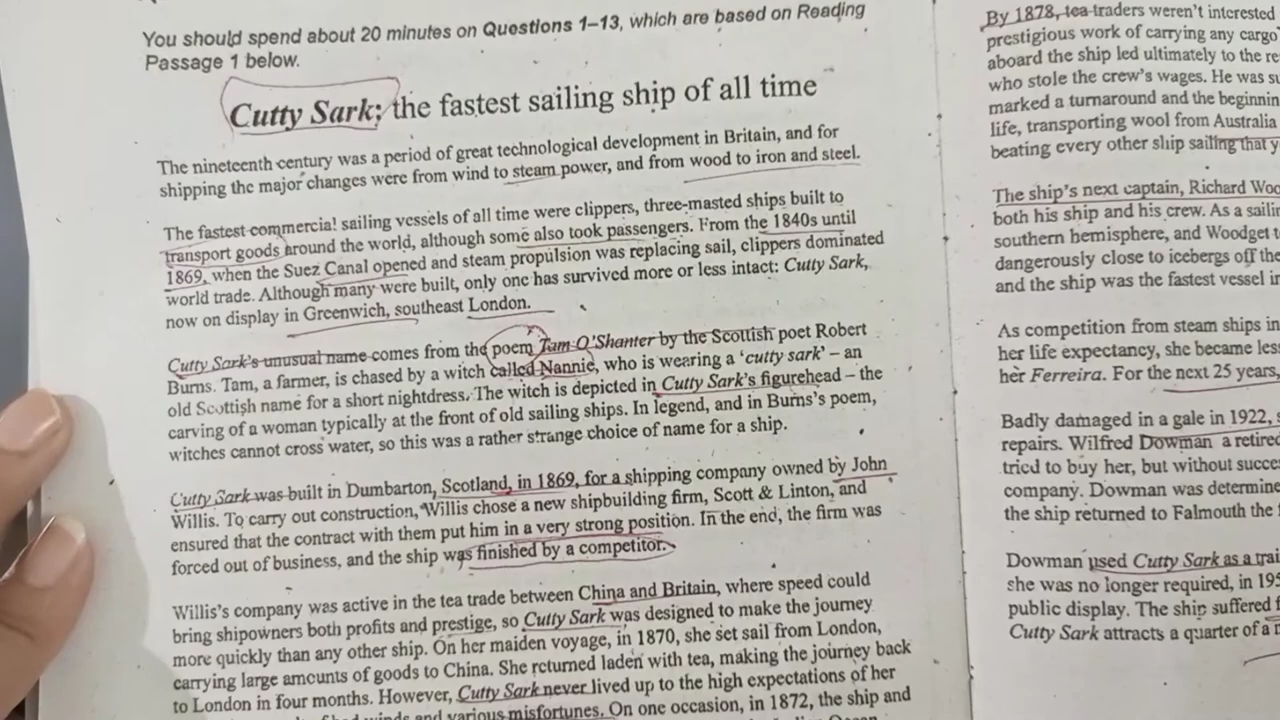 You should spend about 20 minutes on Questions 1–13, which are based on Reading
Passage 1 below.
Cutty Sark; the fastest sailing ship of all time
The nineteenth century was a period of great technological development in Britain, and for
shipping the major changes were from wind to steam power, and from wood to iron and steel.
The fastest commercial sailing vessels of all time were clippers, three-masted ships built to
transport goods around the world, although some also took passengers. From the 1840s until
1869, when the Suez Canal opened and steam propulsion was replacing sail, clippers dominated
world trade. Although many were built, only one has survived more or less intact: Cutty Sark,
now on display in Greenwich, southeast London.
Cutty Sark's unusual name comes from the poem Tam O'Shanter by the Scottish poet Robert
Burns. Tam, a farmer, is chased by a witch called Nannie, who is wearing a 'cutty sark' – an
old Scottish name for a short nightdress. The witch is depicted in Cutty Sark's figurehead – the
carving of a woman typically at the front of old sailing ships. In legend, and in Burns's poem,
witches cannot cross water, so this was a rather strange choice of name for a ship.
Cutty Sark was built in Dumbarton, Scotland, in 1869, for a shipping company owned by John
Willis. To carry out construction, Willis chose a new shipbuilding firm, Scott & Linton, and
ensured that the contract with them put him in a very strong position. In the end, the firm was
forced out of business, and the ship was finished by a competitor.
Willis's company was active in the tea trade between China and Britain, where speed could
bring shipowners both profits and prestige, so Cutty Sark was designed to make the journey
more quickly than any other ship. On her maiden voyage, in 1870, she set sail from London,
carrying large amounts of goods to China. She returned laden with tea, making the journey back
to London in four months. However, Cutty Sark never lived up to the high expectations of her
winds and various misfortunes. On one occasion, in 1872, the ship and
By 1878, tea traders weren't interested
prestigious work of carrying any cargo
aboard the ship led ultimately to the re
who stole the crew's wages. He was su
marked a turnaround and the beginnin
life, transporting wool from Australia
beating every other ship sailing that y
The ship's next captain, Richard Woo
both his ship and his crew. As a saili
southern hemisphere, and Woodget t
dangerously close to icebergs off the
and the ship was the fastest vessel i
As competition from steam ships in
her life expectancy, she became less
her Ferreira. For the next 25 years,
Badly damaged in a gale in 1922, s
repairs. Wilfred Dowman a retired
tried to buy her, but without succe
company. Dowman was determine
the ship returned to Falmouth the
Dowman used Cutty Sark as a trai
she was no longer required, in 195
public display. The ship suffered
Cutty Sark attracts a quarter of a